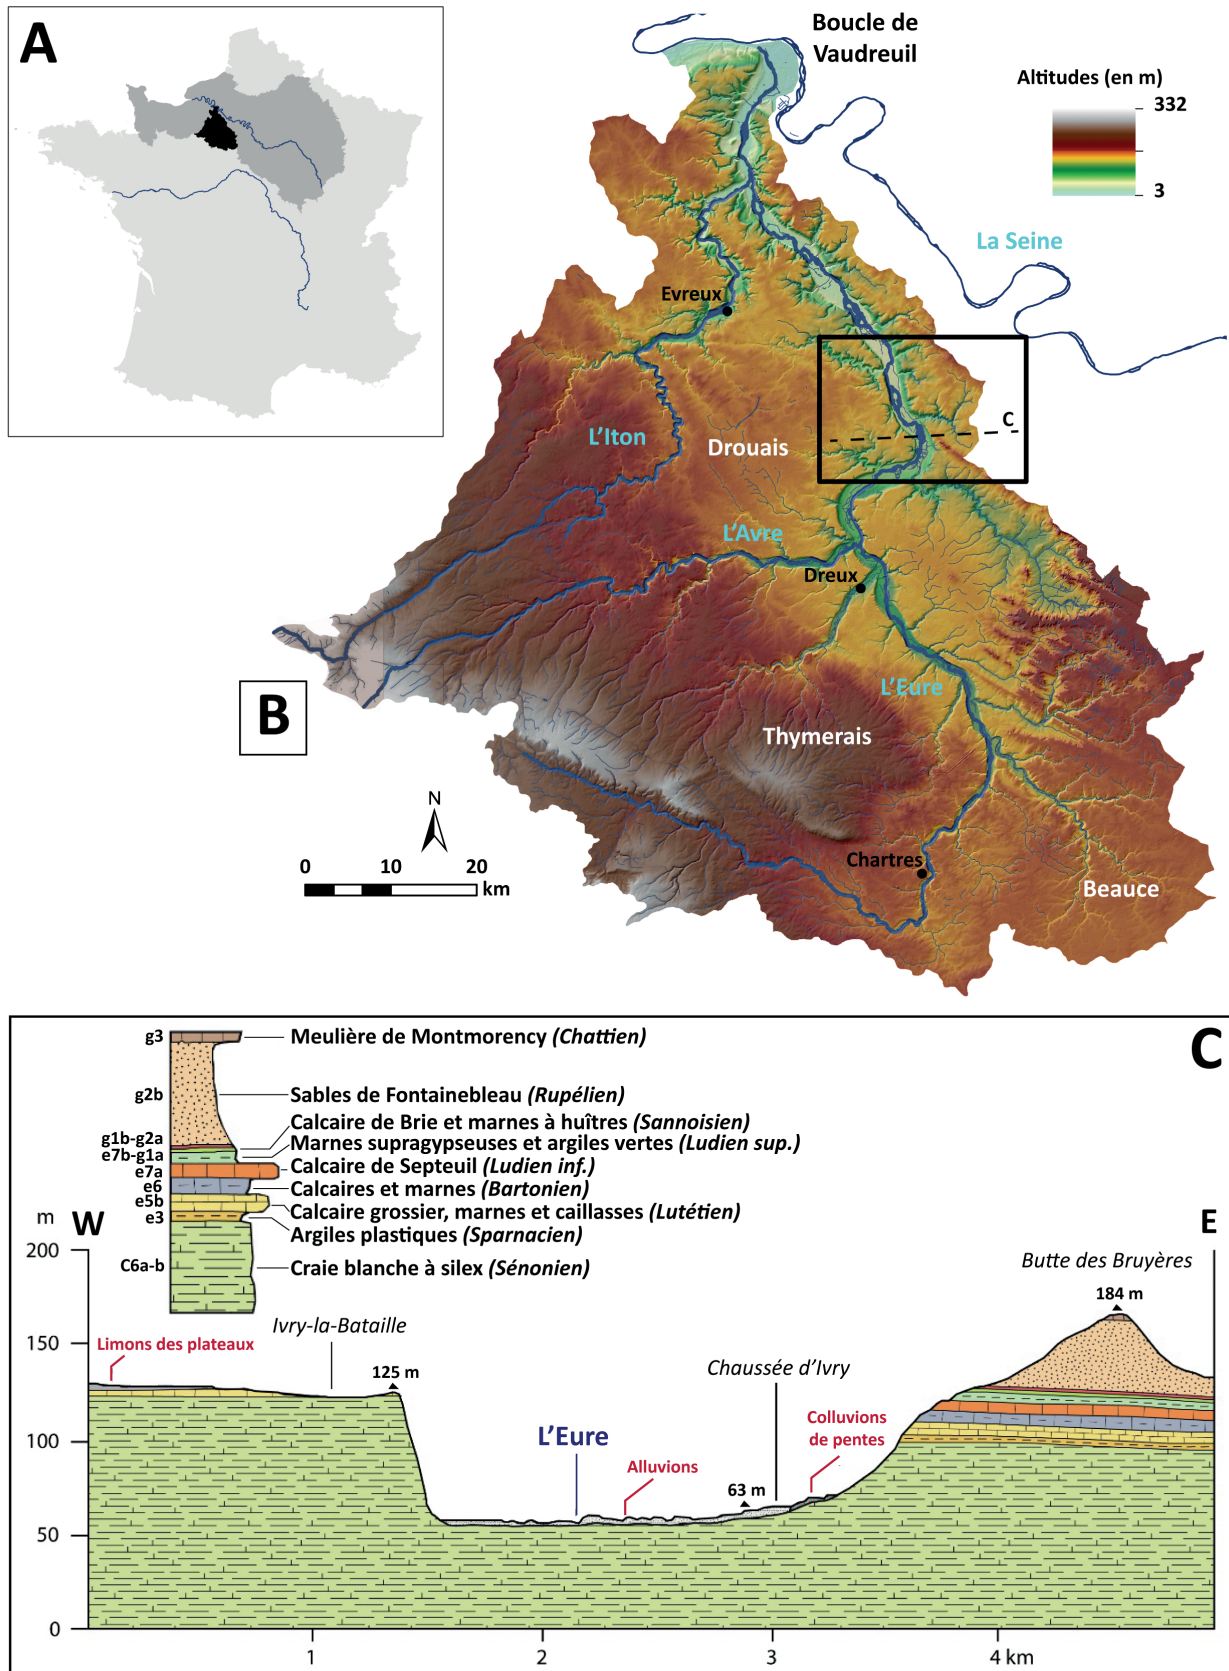 A
Boucle de
Vaudreuil
Altitudes (en m)
332
3
La Seine
Evreux
C
L'Iton
Drouais
L'Avre
Dreux
L'Eure
B
Thymerais
N
0 10 20
km
Chartres
Beauce
C
g3 Meulière de Montmorency (Chattien)
g2b Sables de Fontainebleau (Rupélien)
g1b-g2a Calcaire de Brie et marnes à huîtres (Sannoisien)
e7b-g1a Marnes supragypseuses et argiles vertes (Ludien sup.)
e7a Calcaire de Septeuil (Ludien inf.)
e6 Calcaires et marnes (Bartonien)
e5b Calcaire grossier, marnes et caillasses (Lutétien)
e3 Argiles plastiques (Sparnacien)
C6a-b Craie blanche à silex (Sénonien)
m W E
200
150
100
50
0
Butte des Bruyères
184 m
Ivry-la-Bataille
Limons des plateaux
125 m
Chaussée d'Ivry
Colluvions
de pentes
L'Eure
Alluvions
63 m
1 2 3 4 km